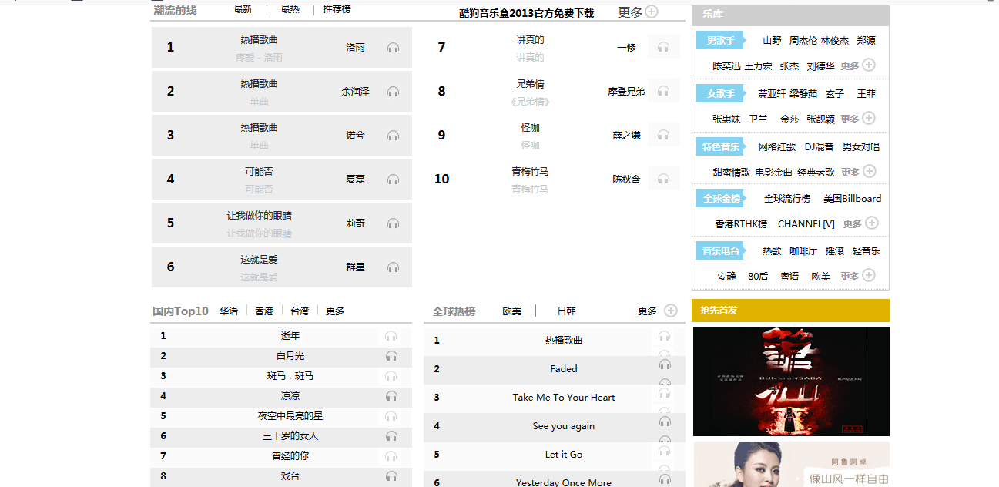 潮流前线 最新 最热 推荐榜 酷狗音乐盒2013官方免费下载 更多
1 热播歌曲 洛雨
疼爱 - 洛雨
2 热播歌曲 余润泽
单曲
3 热播歌曲 诺兮
单曲
4 可能否 夏磊
可能否
5 让我做你的眼睛 莉哥
让我做你的眼睛
6 这就是爱 群星
这就是爱
7 讲真的 一修
讲真的
8 兄弟情 摩登兄弟
《兄弟情》
9 怪咖 薛之谦
怪咖
10 青梅竹马 陈秋含
青梅竹马
乐库
男歌手 山野 周杰伦 林俊杰 郑源
陈奕迅 王力宏 张杰 刘德华 更多
女歌手 萧亚轩 梁静茹 玄子 王菲
张惠妹 卫兰 金莎 张靓颖 更多
特色音乐 网络红歌 DJ混音 男女对唱
甜蜜情歌 电影金曲 经典老歌 更多
全球金榜 全球流行榜 美国Billboard
香港RTHK榜 CHANNEL[V] 更多
音乐电台 热歌 咖啡厅 摇滚 轻音乐
安静 80后 粤语 欧美 更多
国内Top10 华语 香港 台湾 更多
1 逝年
2 白月光
3 斑马，斑马
4 凉凉
5 夜空中最亮的星
6 三十岁的女人
7 曾经的你
8 戏台
全球热榜 欧美 日韩 更多
1 热播歌曲
2 Faded
3 Take Me To Your Heart
4 See you again
5 Let it Go
6 Yesterday Once More
抢先首发
BUNSHINSABA
阿鲁阿卓
像山风一样自由